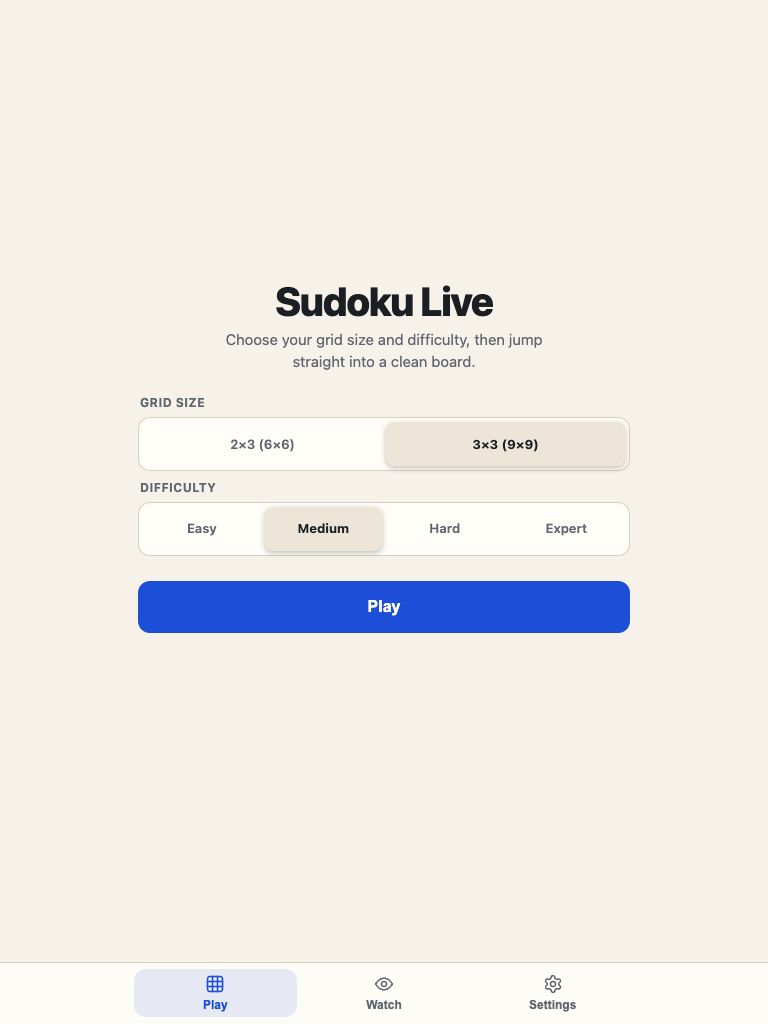 Sudoku Live
Choose your grid size and difficulty, then jump
straight into a clean board.
GRID SIZE
2×3 (6×6)
3×3 (9×9)
DIFFICULTY
Easy
Medium
Hard
Expert
Play
Play
Watch
Settings